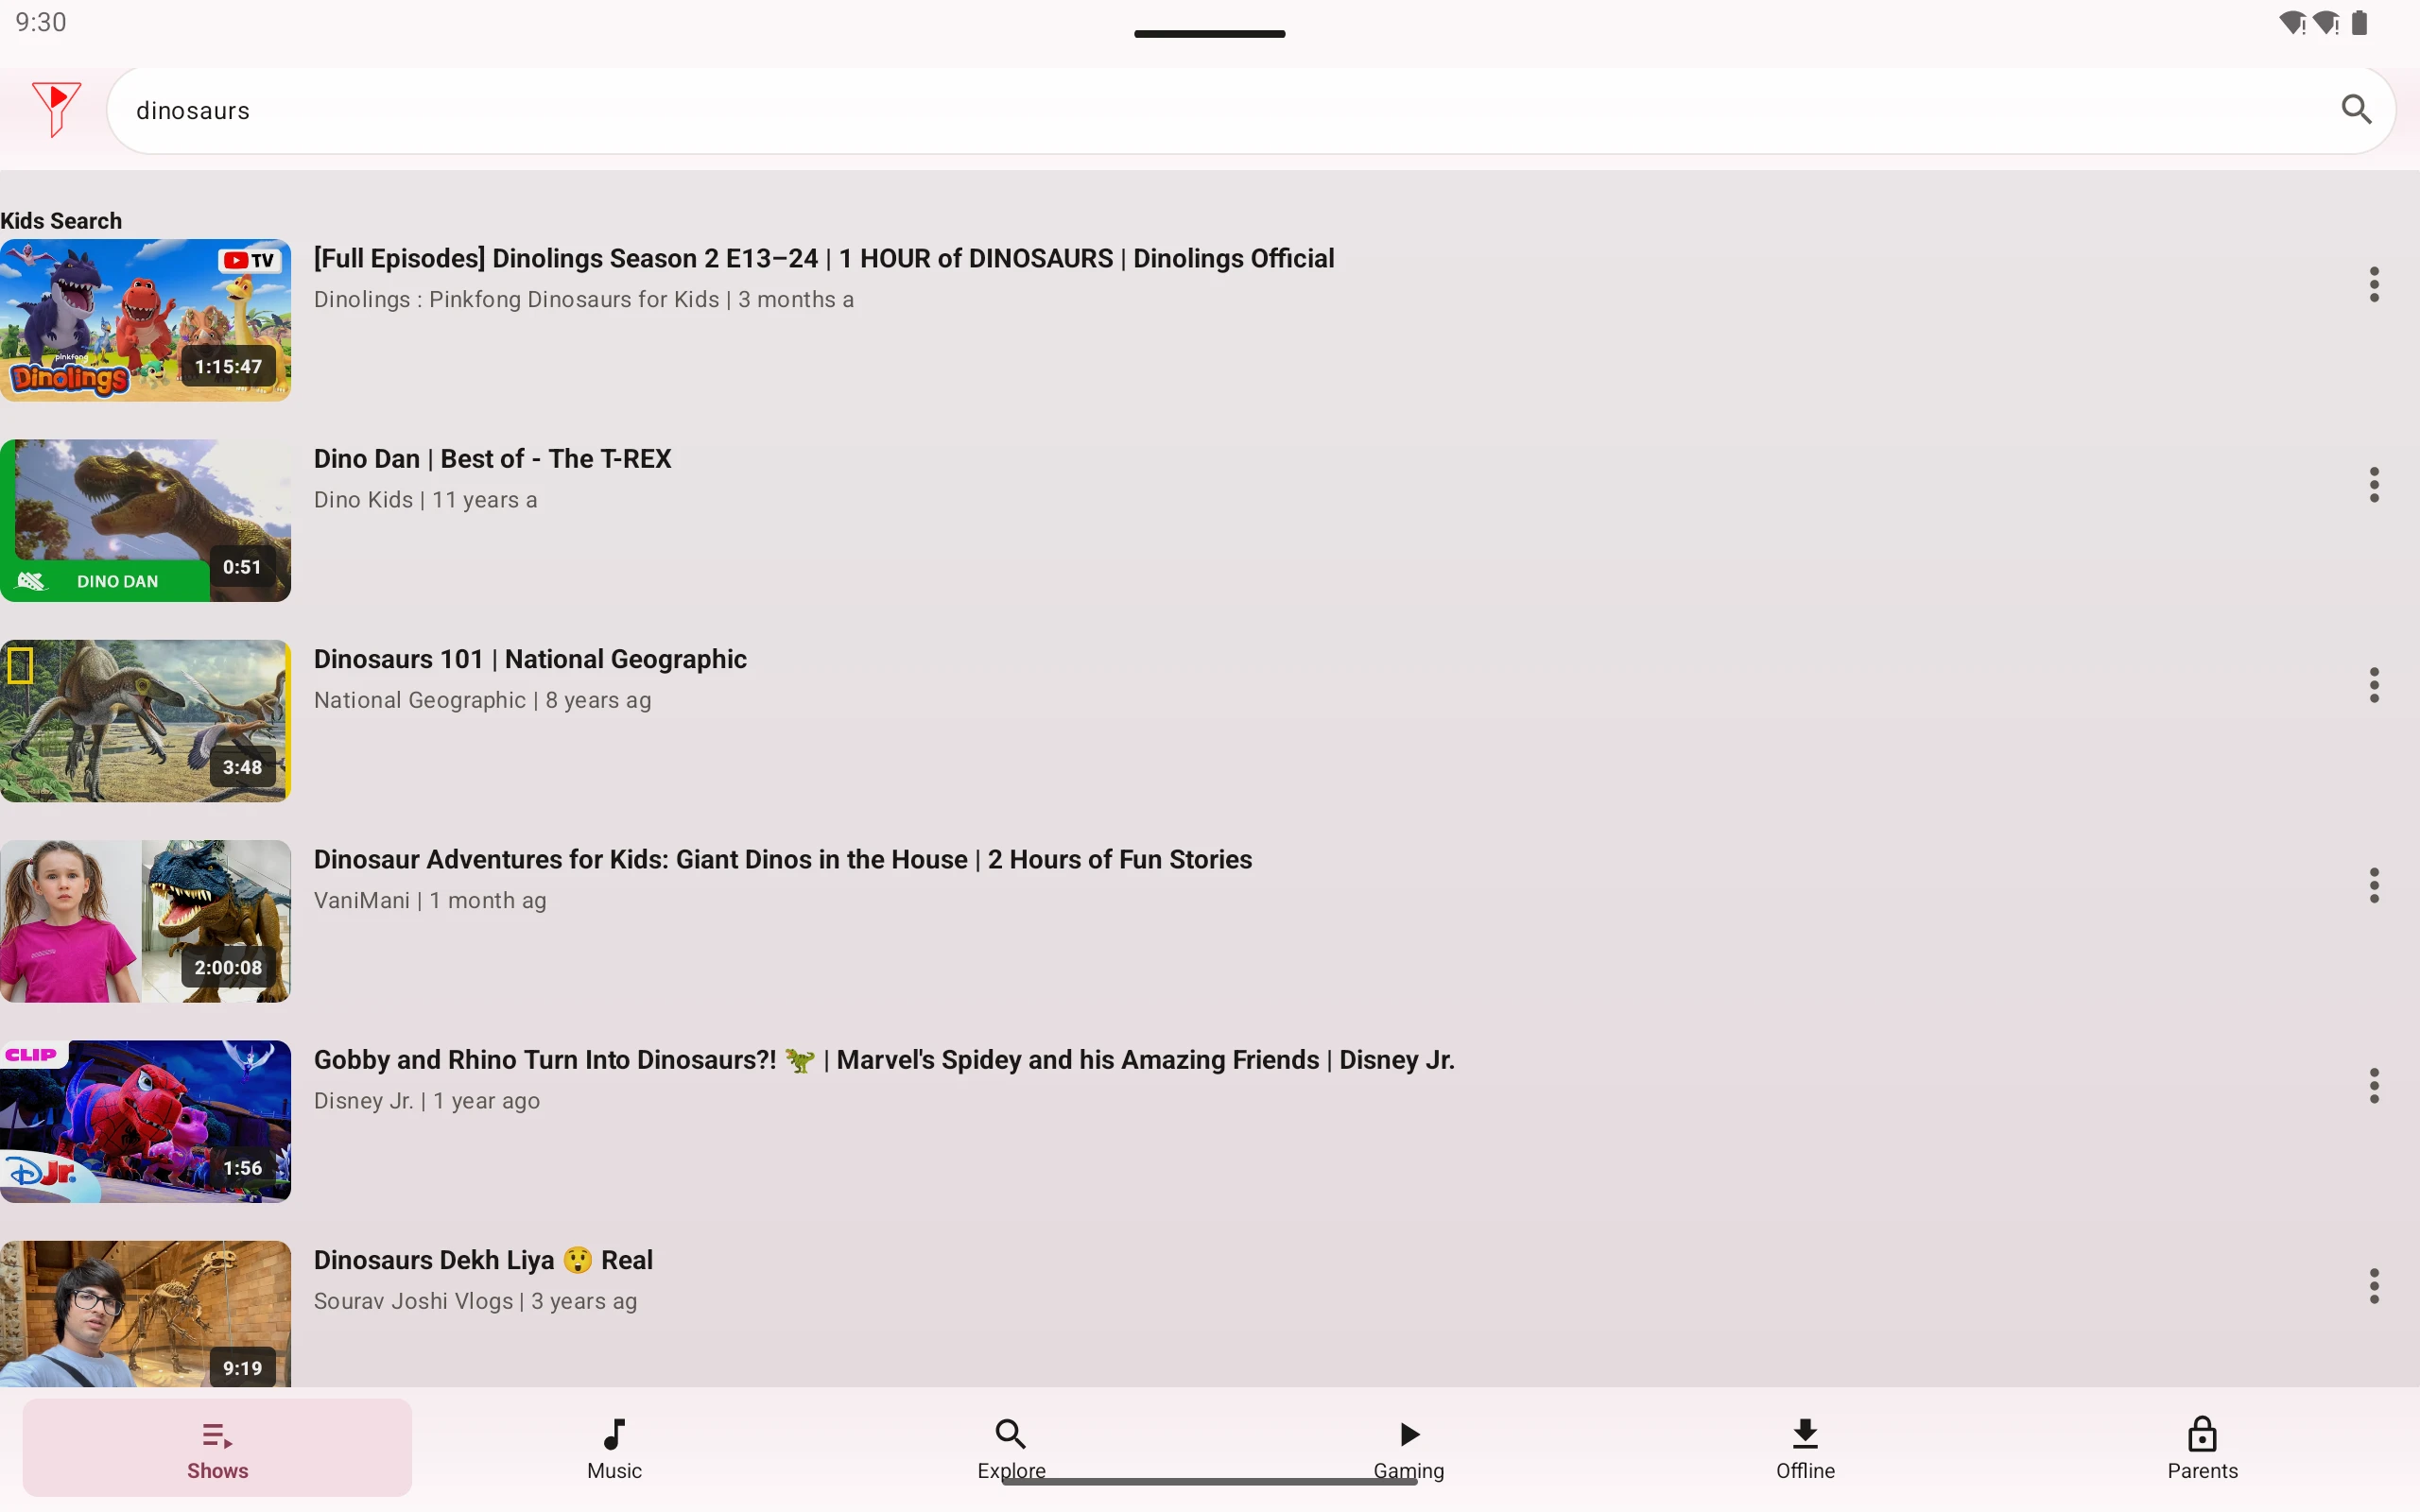 9:30
dinosaurs
Kids Search
TV
pinkfong
Dinolings
1:15:47
[Full Episodes] Dinolings Season 2 E13–24 | 1 HOUR of DINOSAURS | Dinolings Official
Dinolings : Pinkfong Dinosaurs for Kids | 3 months a
DINO DAN
0:51
Dino Dan | Best of - The T-REX
Dino Kids | 11 years a
3:48
Dinosaurs 101 | National Geographic
National Geographic | 8 years ag
2:00:08
Dinosaur Adventures for Kids: Giant Dinos in the House | 2 Hours of Fun Stories
VaniMani | 1 month ag
CLIP
Disney Jr.
1:56
Gobby and Rhino Turn Into Dinosaurs?! 🦖 | Marvel's Spidey and his Amazing Friends | Disney Jr.
Disney Jr. | 1 year ago
9:19
Dinosaurs Dekh Liya 😲 Real
Sourav Joshi Vlogs | 3 years ag
Shows
Music
Explore
Gaming
Offline
Parents